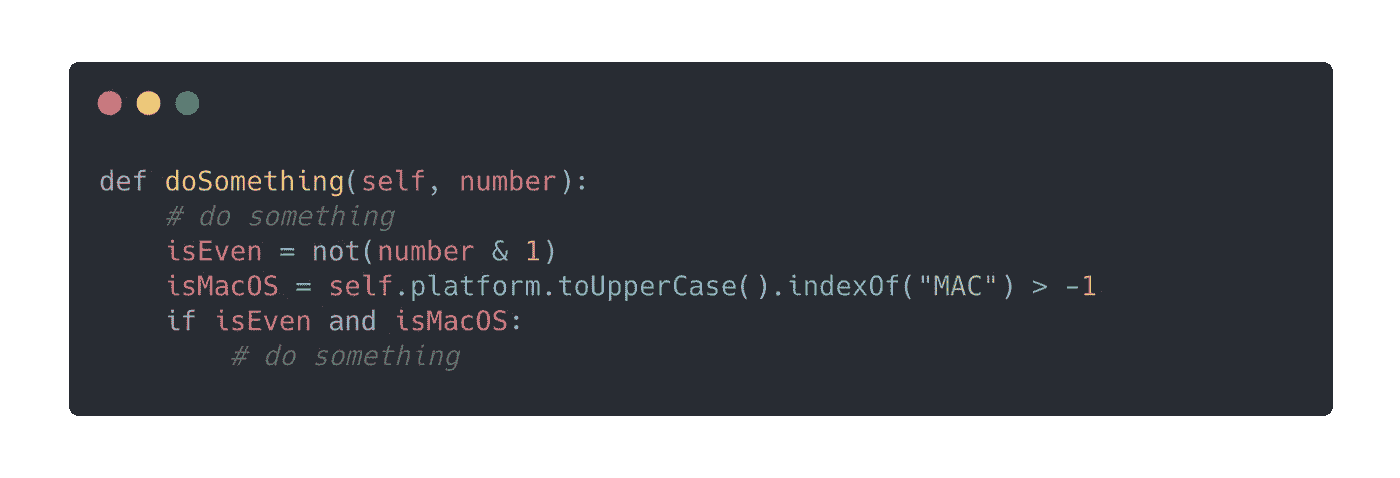 def doSomething(self, number):
    # do something
    isEven = not(number & 1)
    isMacOS = self.platform.toUpperCase().indexOf("MAC") > -1
    if isEven and isMacOS:
        # do something